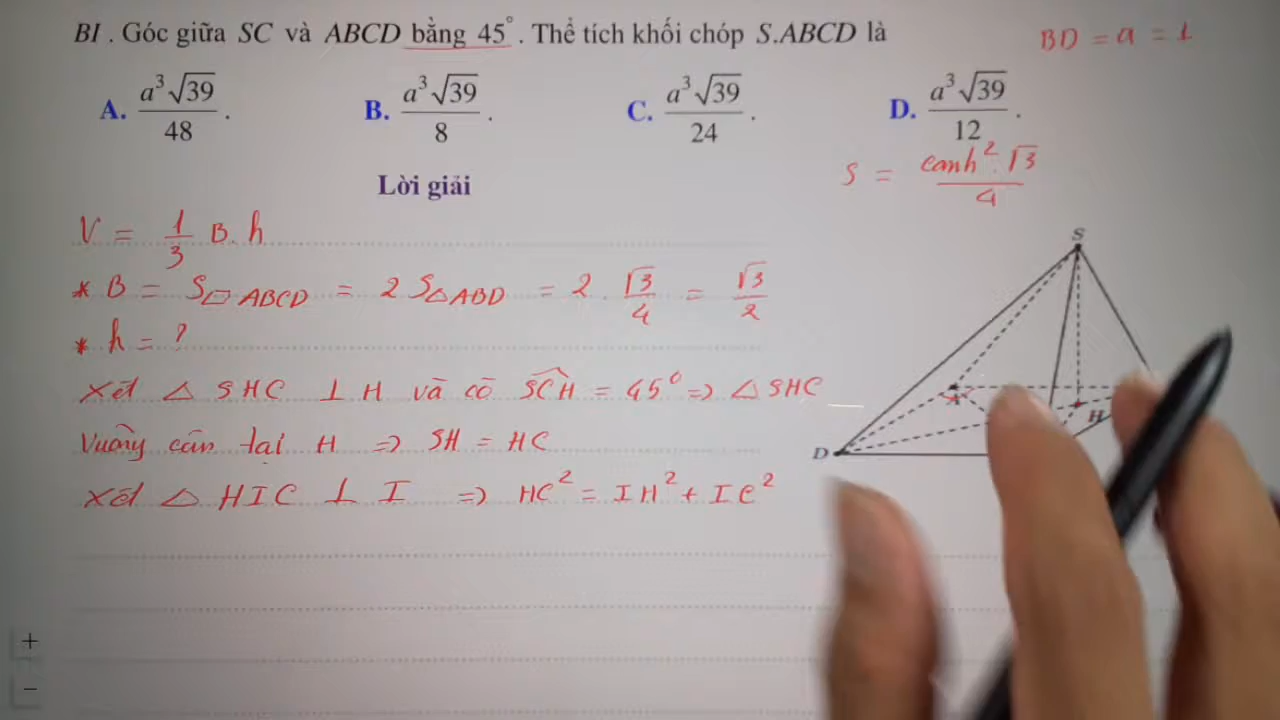 BI . Góc giữa SC và ABCD bằng 45° . Thể tích khối chóp S.ABCD là
BD = a = 1
A. a³√39/48 . B. a³√39/8 . C. a³√39/24 . D. a³√39/12 .
S = canh² . √3/4
Lời giải
V = 1/3 B. h
* B = S▱ABCD = 2 S△ABD = 2 . √3/4 = √3/2
* h = ?
Xét △ SHC ⊥ H và có SCH = 45° => △ SHC
Vuông cân tại H => SH = HC
Xét △ HIC ⊥ I => HC² = IH² + IC²
S
A
H
D
+
−